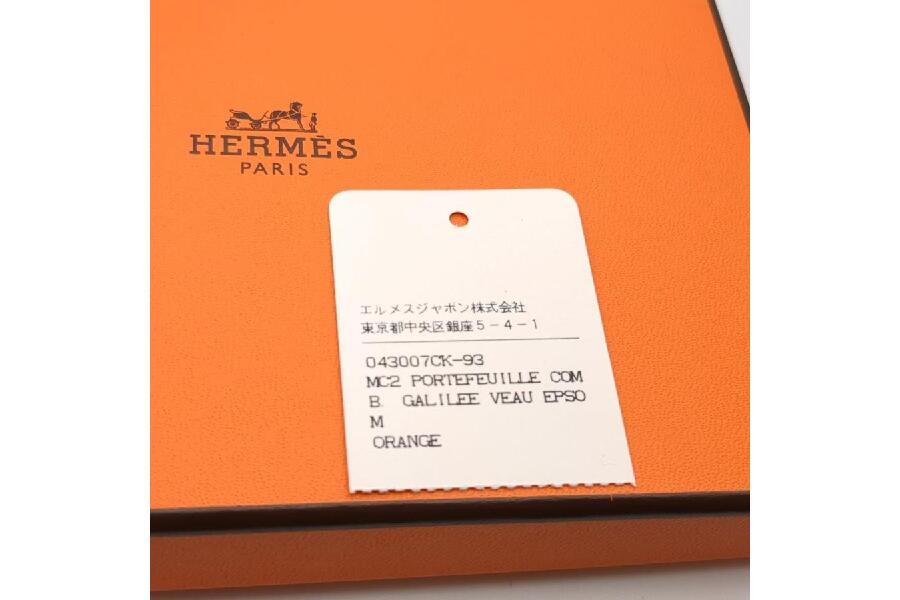 HERMÈS
PARIS
エルメスジャポン株式会社
東京都中央区銀座5-4-1
043007CK-93
MC2 PORTEFEUILLE COM
B. GALILEE VEAU EPSO
M
ORANGE